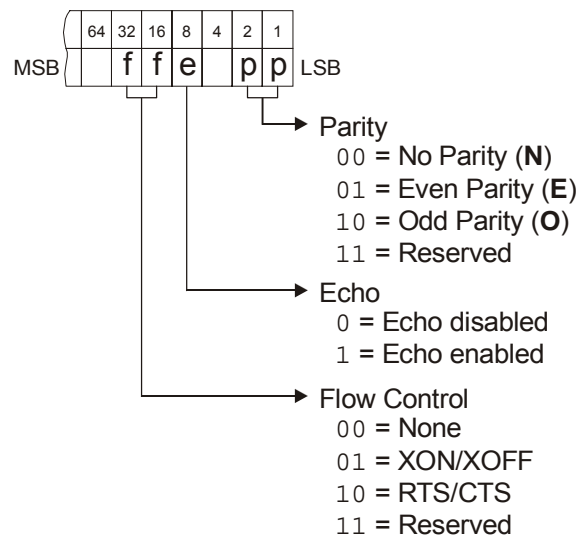 64 32 16 8 4 2 1
MSB f f e p p LSB
Parity
00 = No Parity (N)
01 = Even Parity (E)
10 = Odd Parity (O)
11 = Reserved
Echo
0 = Echo disabled
1 = Echo enabled
Flow Control
00 = None
01 = XON/XOFF
10 = RTS/CTS
11 = Reserved